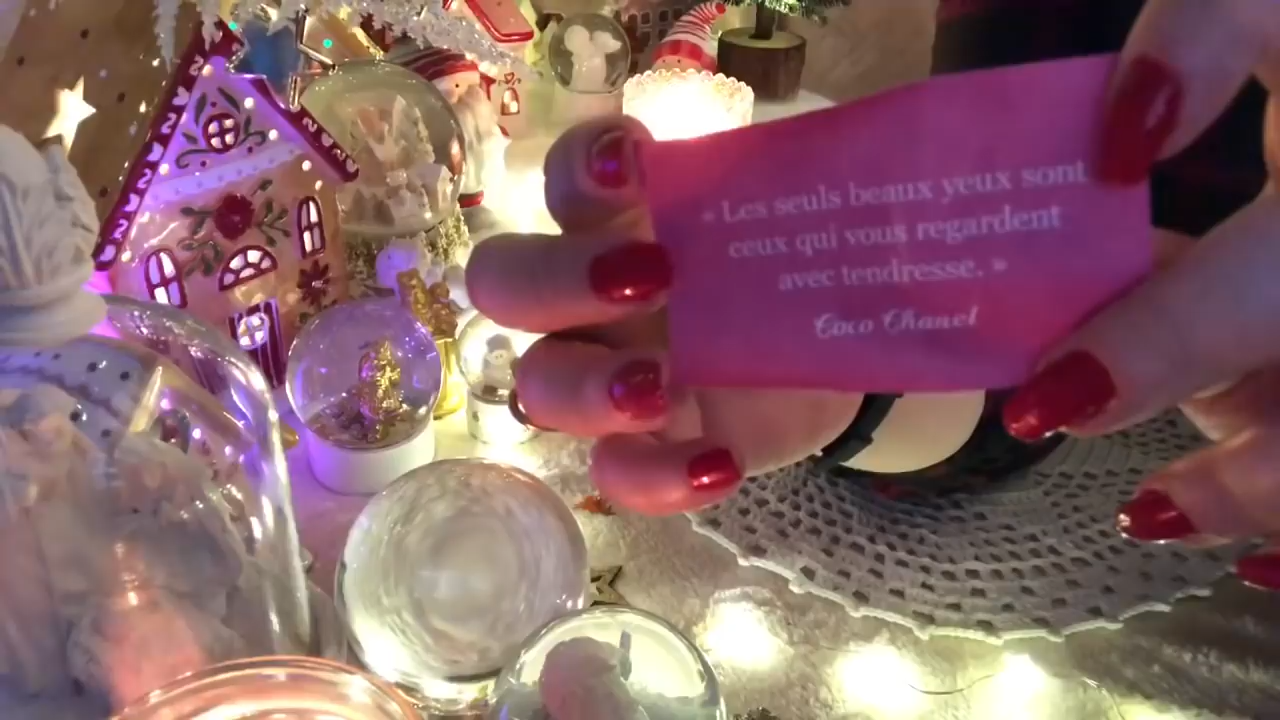 « Les seuls beaux yeux sont
ceux qui vous regardent
avec tendresse. »
Coco Chanel